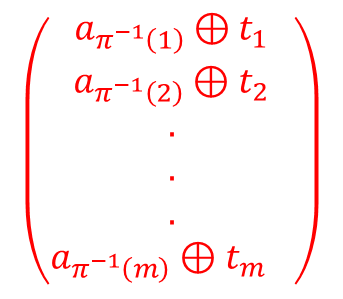 a_{π^{-1}(1)} ⊕ t_1
a_{π^{-1}(2)} ⊕ t_2
.
.
.
a_{π^{-1}(m)} ⊕ t_m